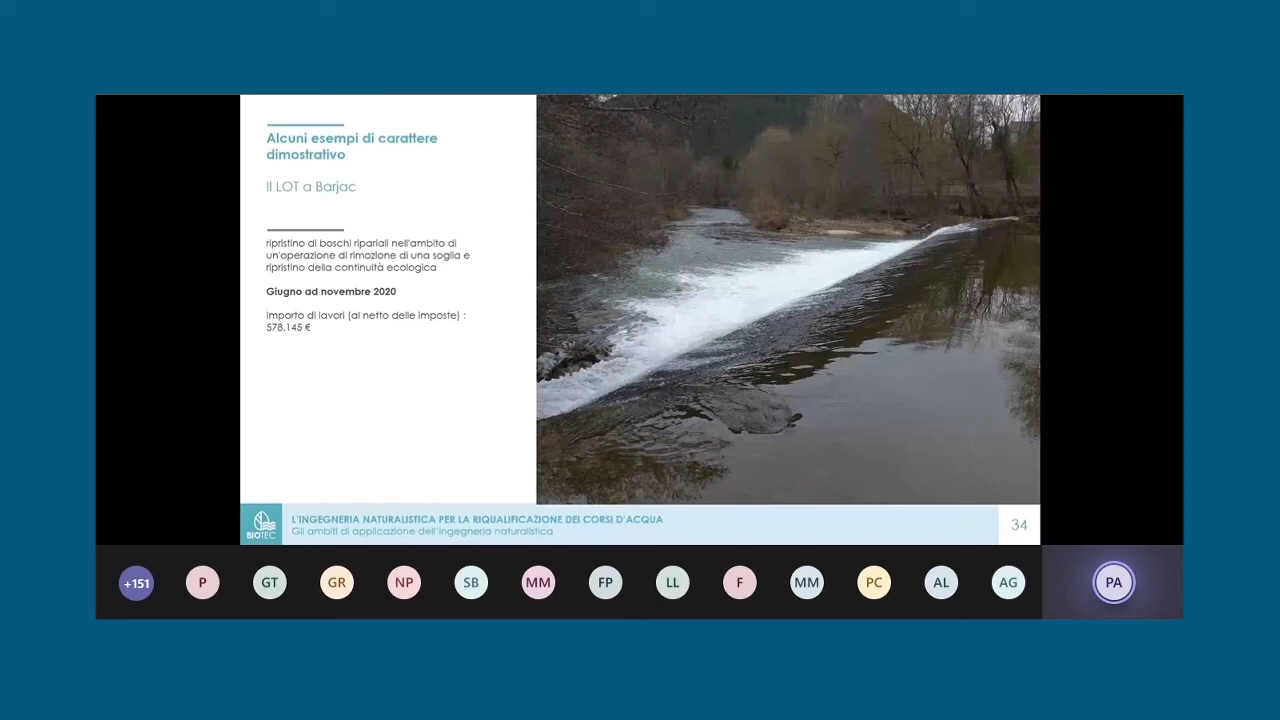 Alcuni esempi di carattere
dimostrativo
Il LOT a Barjac
ripristino di boschi ripariali nell'ambito di
un'operazione di rimozione di una soglia e
ripristino della continuità ecologica
Giugno ad novembre 2020
Importo di lavori (al netto delle imposte) :
578.145 €
BIOTEC
L'INGEGNERIA NATURALISTICA PER LA RIQUALIFICAZIONE DEI CORSI D'ACQUA
Gli ambiti di applicazione dell'ingegneria naturalistica
34
+151 P GT GR NP SB MM FP LL F MM PC AL AG PA